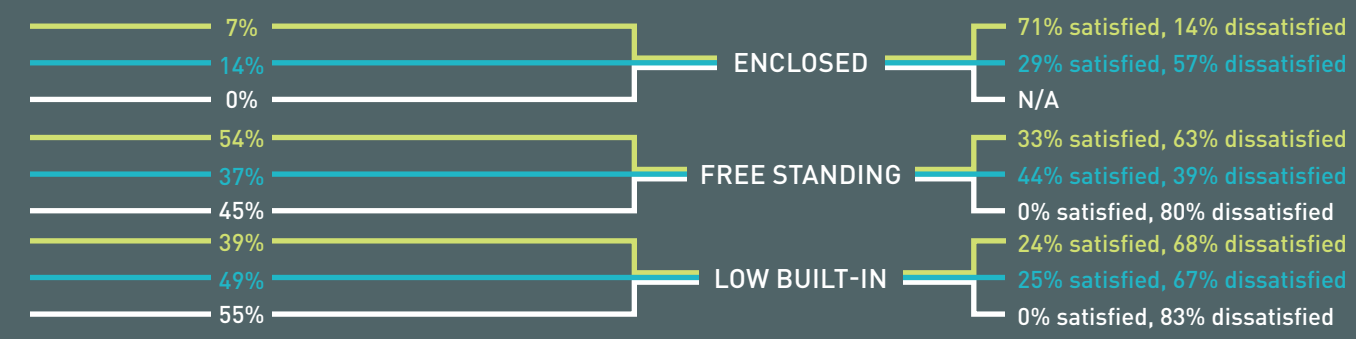 7% ENCLOSED 71% satisfied, 14% dissatisfied
14% 29% satisfied, 57% dissatisfied
0% N/A
54% FREE STANDING 33% satisfied, 63% dissatisfied
37% 44% satisfied, 39% dissatisfied
45% 0% satisfied, 80% dissatisfied
39% LOW BUILT-IN 24% satisfied, 68% dissatisfied
49% 25% satisfied, 67% dissatisfied
55% 0% satisfied, 83% dissatisfied